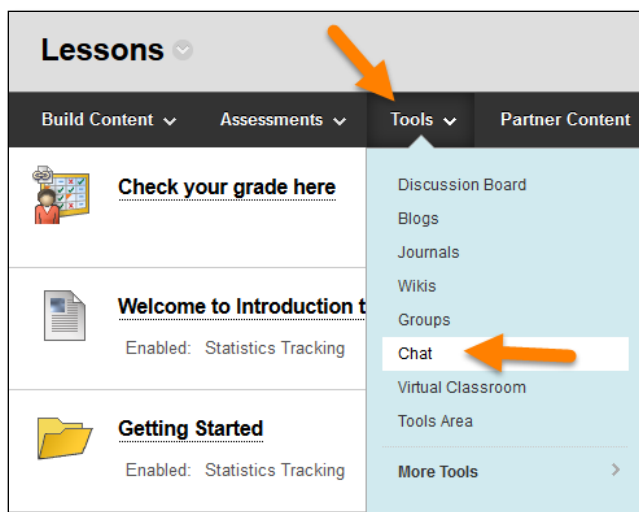 Lessons
Build Content Assessments Tools Partner Content
Check your grade here
Welcome to Introduction t
Enabled: Statistics Tracking
Getting Started
Enabled: Statistics Tracking
Discussion Board
Blogs
Journals
Wikis
Groups
Chat
Virtual Classroom
Tools Area
More Tools